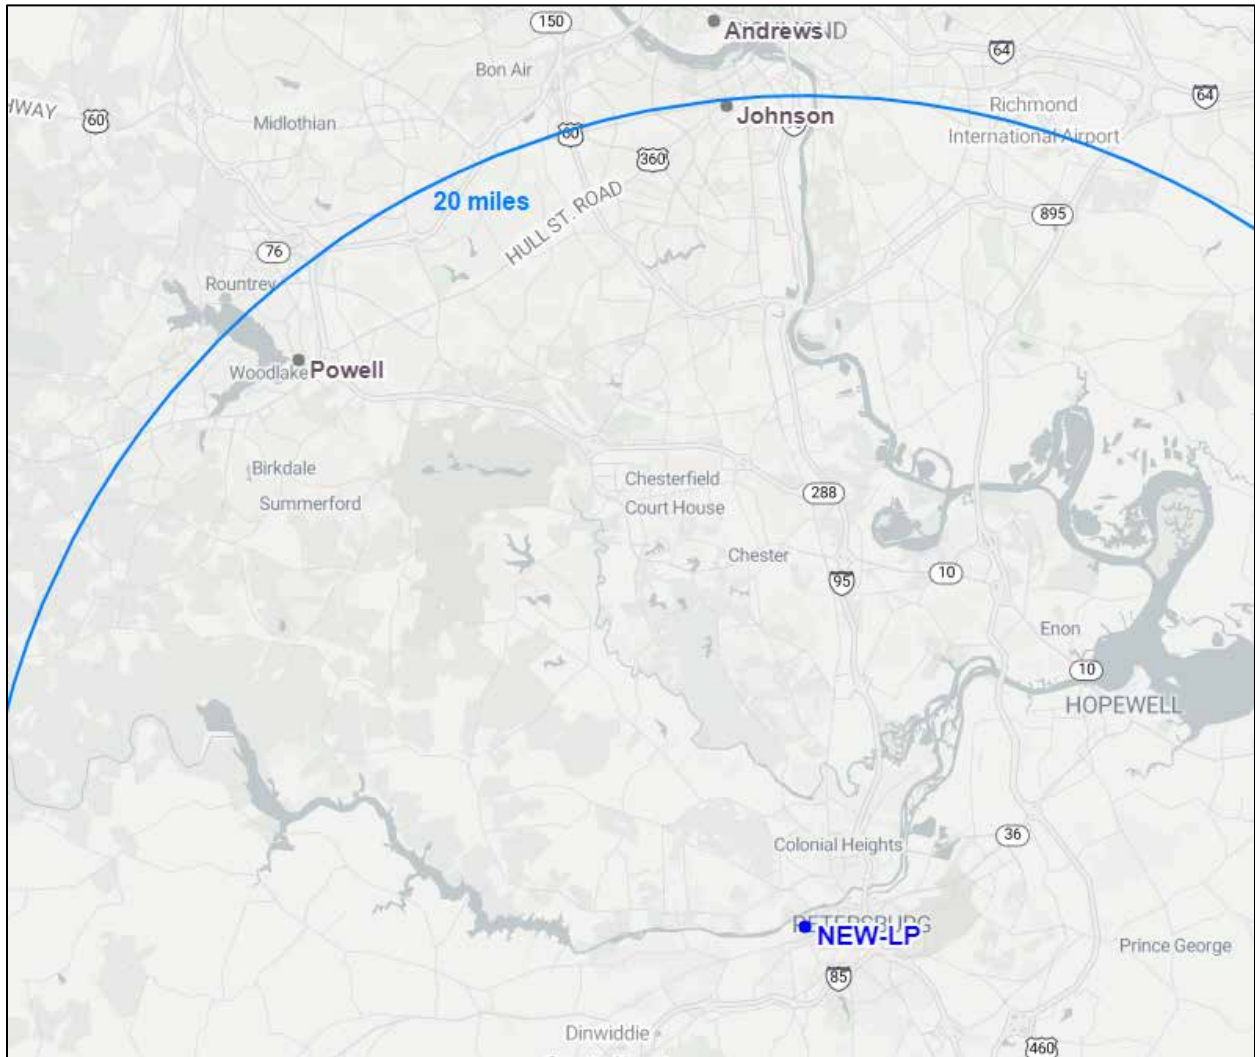 150
Andrews
64
Bon Air
HWAY
60
64
Midlothian
Johnson
Richmond
International Airport
60
360
20 miles
HULL ST. ROAD
895
76
Woodlake
Powell
Birkdale
Summerford
Chesterfield
Court House
288
Chester
95
10
Enon
10
HOPEWELL
Colonial Heights
36
PETERSBURG
NEW-LP
Prince George
85
Dinwiddie
460